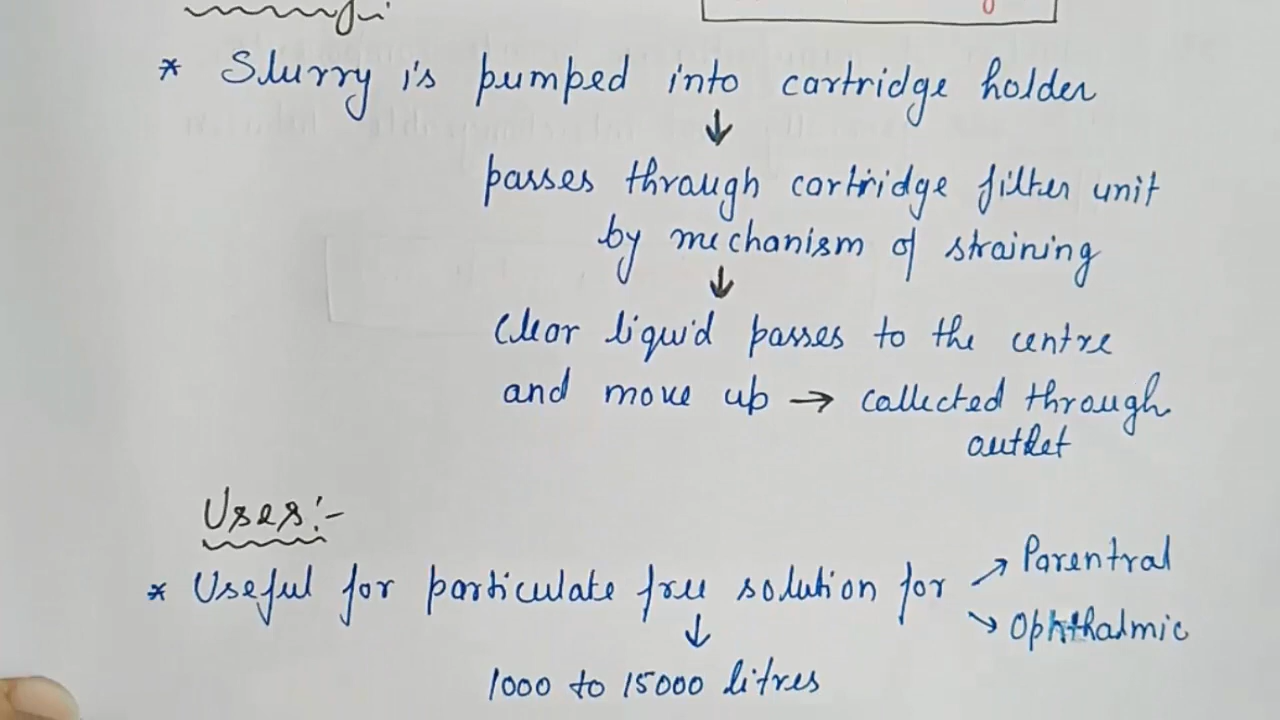 * Slurry is pumped into cartridge holder
↓
passes through cartridge filter unit
by mechanism of straining
↓
Clear liquid passes to the centre
and move up → collected through
outlet
Uses:-
* Useful for particulate free solution for → Parentral
→ Ophthalmic
↓
1000 to 15000 litres